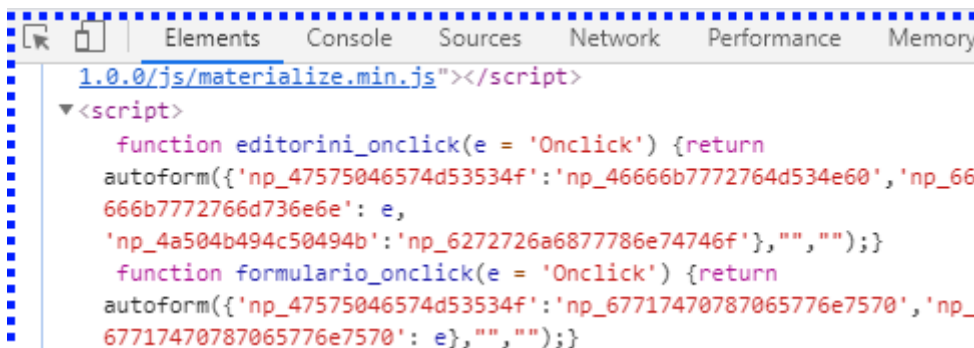 Elements Console Sources Network Performance Memory
1.0.0/js/materialize.min.js"></script>
▼<script>
function editorini_onclick(e = 'Onclick') {return
autoform({'np_47575046574d53534f':'np_46666b7772764d534e60','np_66
666b7772766d736e6e': e,
'np_4a504b494c50494b':'np_6272726a6877786e74746f'},"","");}
function formulario_onclick(e = 'Onclick') {return
autoform({'np_47575046574d53534f':'np_67717470787065776e7570','np_
67717470787065776e7570': e},"","");}